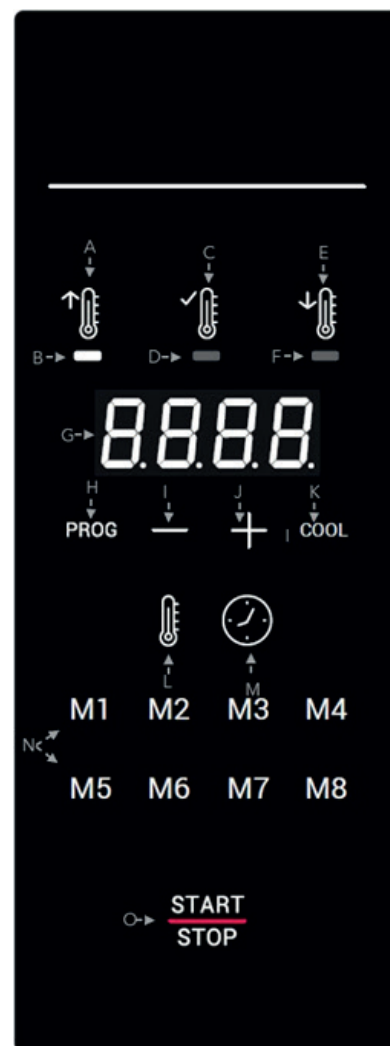 A C E
B D F
G 8.8.8.8.
H I J K
PROG — + I COOL
L M
M1 M2 M3 M4
N
M5 M6 M7 M8
START
O
STOP